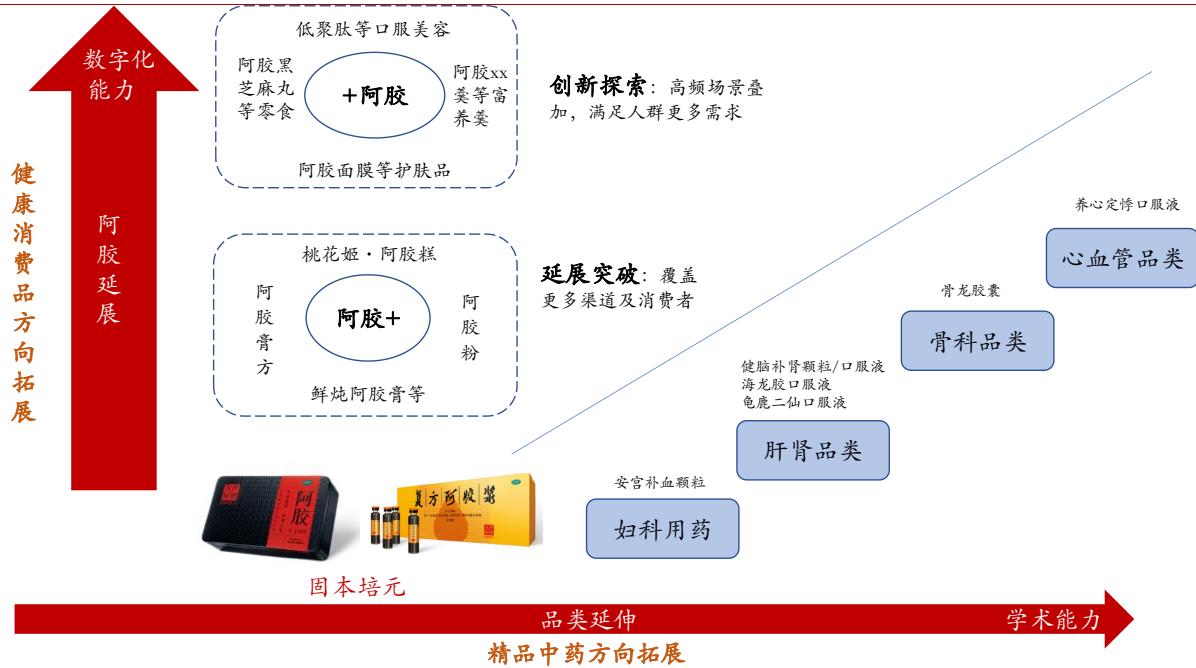 数字化
能力
阿胶延展
健康消费品方向拓展
低聚肽等口服美容
阿胶黑
芝麻丸
等零食
+阿胶
阿胶xx
羹等富
养羹
阿胶面膜等护肤品
创新探索：高频场景叠
加，满足人群更多需求
桃花姬·阿胶糕
阿胶膏方
阿胶+
阿胶粉
鲜炖阿胶膏等
延展突破：覆盖
更多渠道及消费者
养心定悸口服液
心血管品类
骨龙胶囊
骨科品类
健脑补肾颗粒/口服液
海龙胶口服液
龟鹿二仙口服液
肝肾品类
安宫补血颗粒
妇科用药
阿胶
复方阿胶浆
固本培元
品类延伸
学术能力
精品中药方向拓展